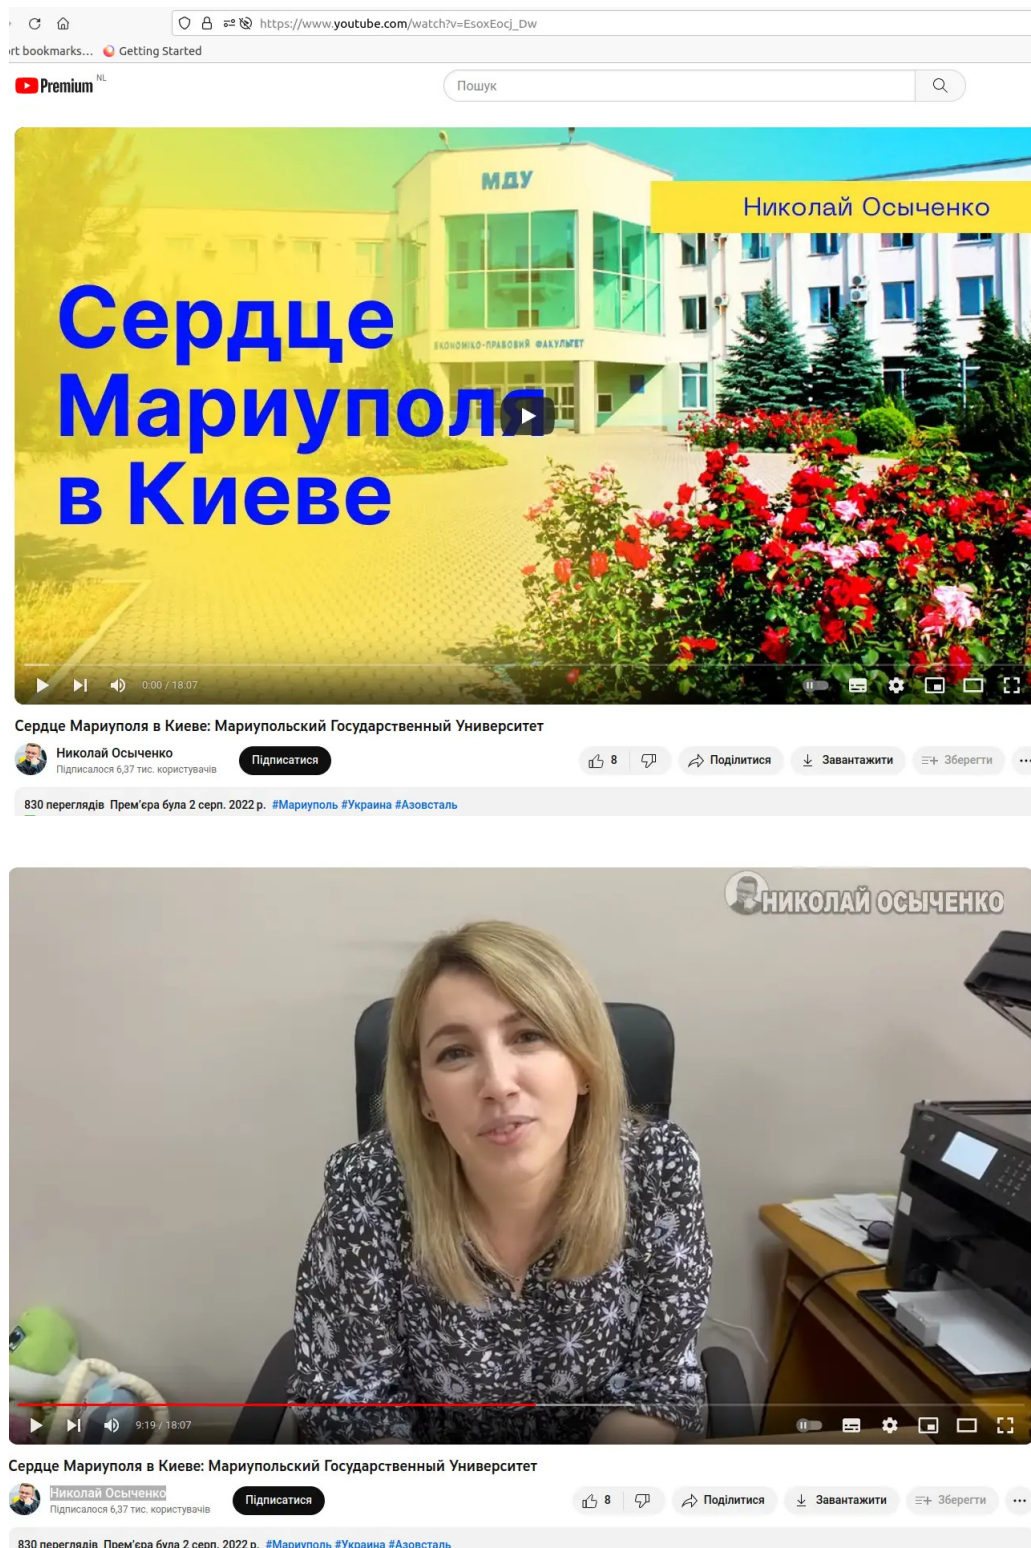 https://www.youtube.com/watch?v=EsoxEocj_Dw
rt bookmarks... Getting Started
Premium NL
Пошук
МДУ
Николай Осыченко
ЕКОНОМІКО-ПРАВОВИЙ ФАКУЛЬТЕТ
Сердце
Мариуполя
в Киеве
0:00 / 18:07
Сердце Мариуполя в Киеве: Мариупольский Государственный Университет
Николай Осыченко
Підписалося 6,37 тис. користувачів
Підписатися
8
Поділитися
Завантажити
Зберегти
830 переглядів Прем’єра була 2 серп. 2022 р. #Мариуполь #Украина #Азовсталь
НИКОЛАЙ ОСЫЧЕНКО
9:19 / 18:07
Сердце Мариуполя в Киеве: Мариупольский Государственный Университет
Николай Осыченко
Підписалося 6,37 тис. користувачів
Підписатися
8
Поділитися
Завантажити
Зберегти
830 переглядів Прем’єра була 2 серп. 2022 р. #Мариуполь #Украина #Азовсталь